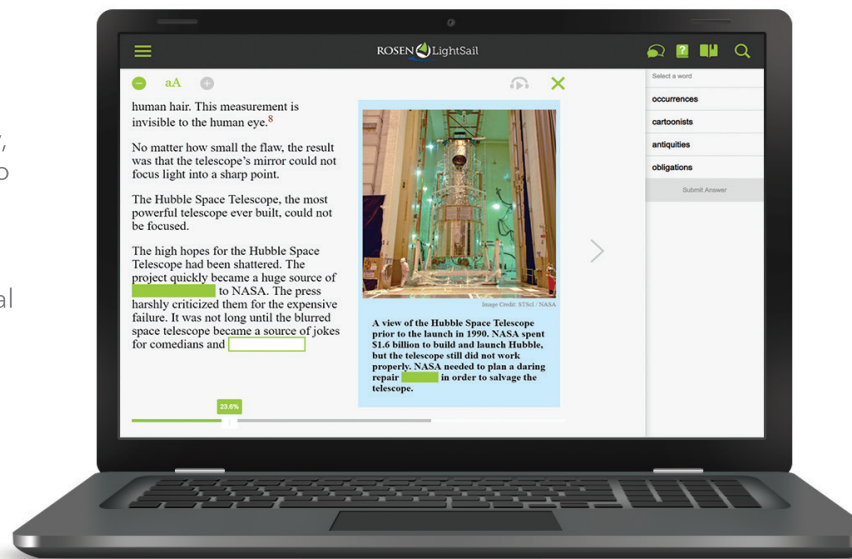 ROSEN LightSail
aA
human hair. This measurement is
invisible to the human eye.8
No matter how small the flaw, the result
was that the telescope's mirror could not
focus light into a sharp point.
The Hubble Space Telescope, the most
powerful telescope ever built, could not
be focused.
The high hopes for the Hubble Space
Telescope had been shattered. The
project quickly became a huge source of
to NASA. The press
harshly criticized them for the expensive
failure. It was not long until the blurred
space telescope became a source of jokes
for comedians and
23.6%
Image Credit: STScI / NASA
A view of the Hubble Space Telescope
prior to the launch in 1990. NASA spent
$1.6 billion to build and launch Hubble,
but the telescope still did not work
properly. NASA needed to plan a daring
repair in order to salvage the
telescope.
Select a word
occurrences
cartoonists
antiquities
obligations
Submit Answer